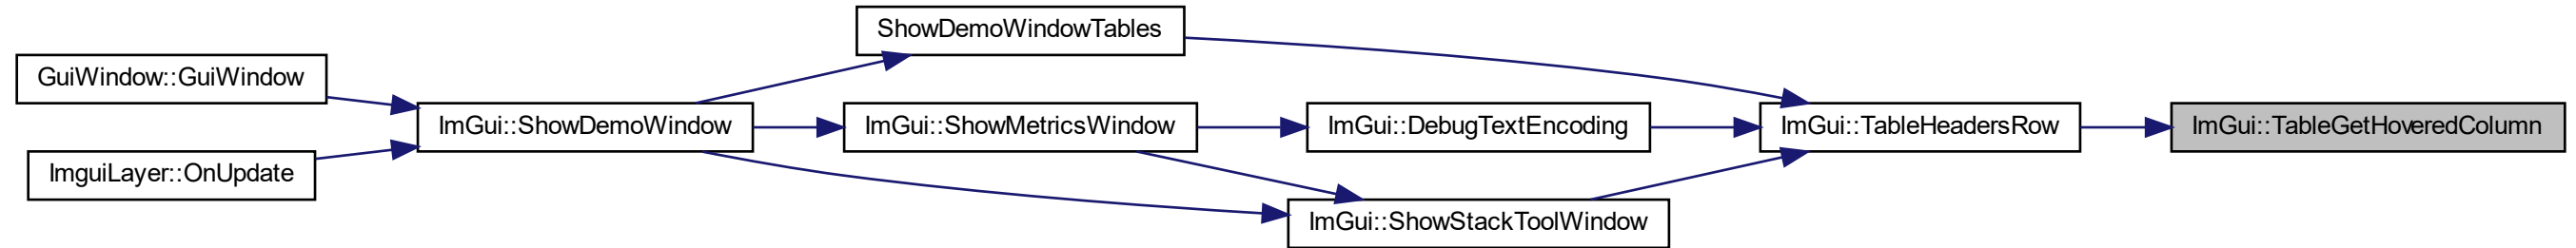 ShowDemoWindowTables
GuiWindow::GuiWindow
ImGui::ShowDemoWindow
ImGui::ShowMetricsWindow
ImGui::DebugTextEncoding
ImGui::TableHeadersRow
ImGui::TableGetHoveredColumn
ImguiLayer::OnUpdate
ImGui::ShowStackToolWindow